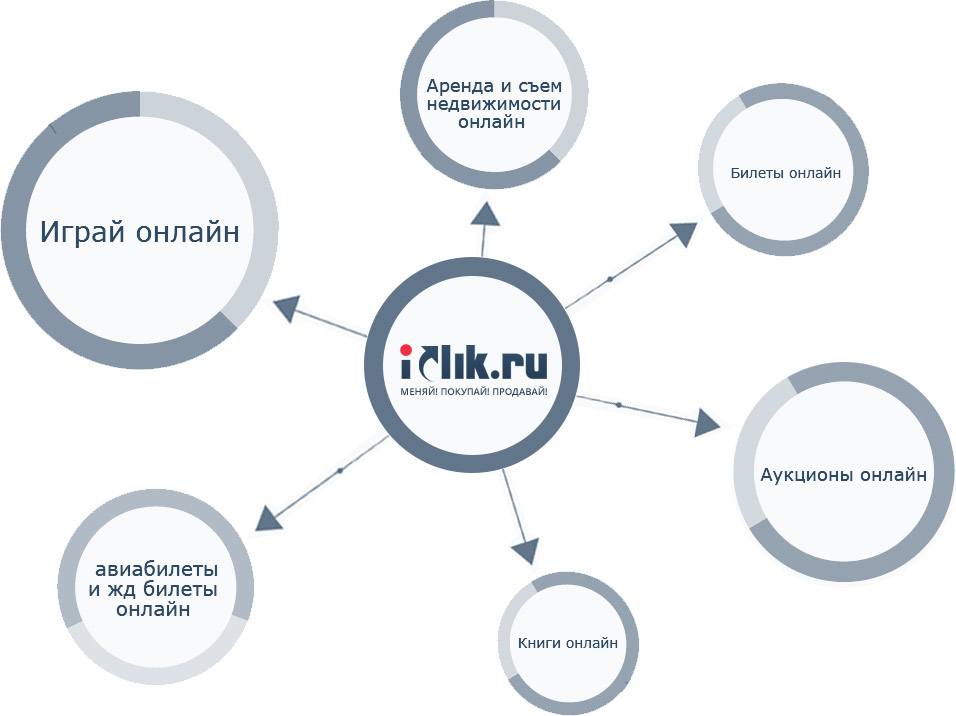 Аренда и съем
недвижимости
онлайн
Билеты онлайн
Играй онлайн
iclik.ru
МЕНЯЙ! ПОКУПАЙ! ПРОДАВАЙ!
Аукционы онлайн
авиабилеты
и жд билеты
онлайн
Книги онлайн